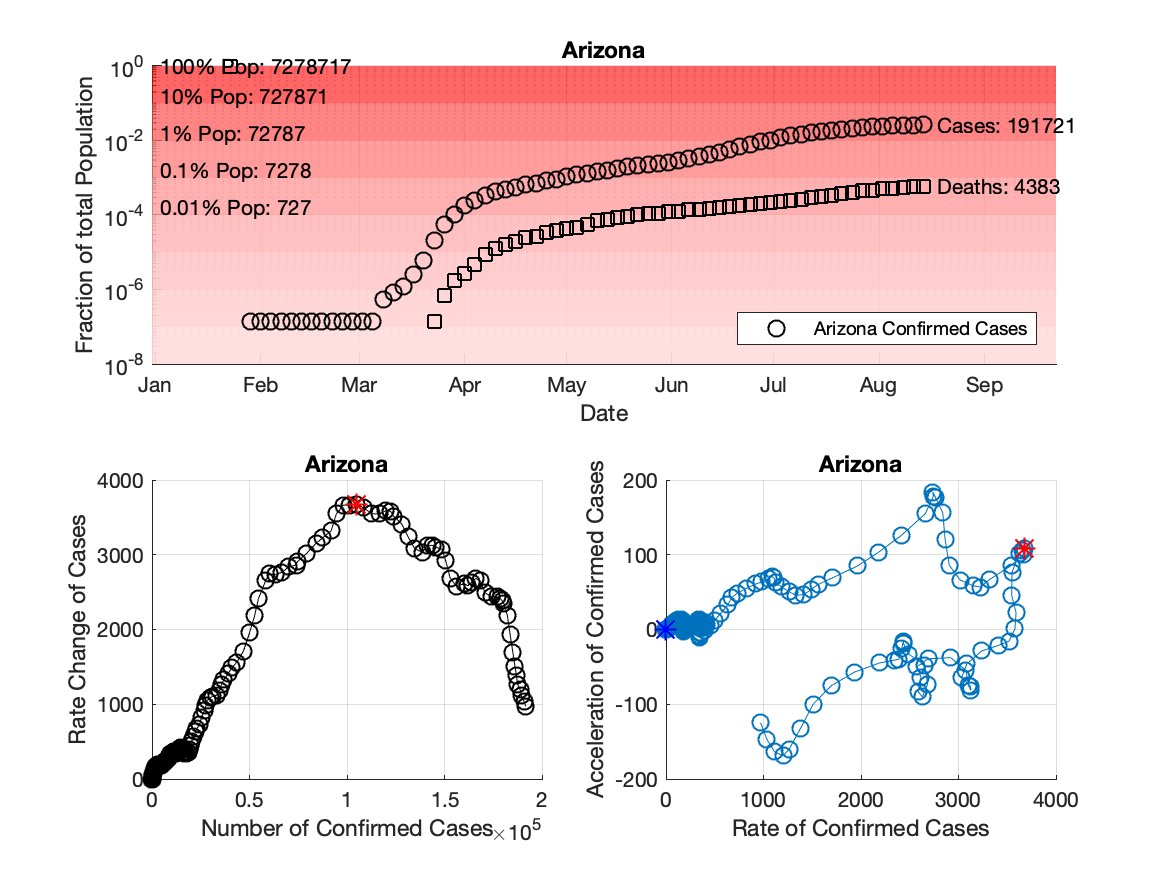 Arizona
Fraction of total Population
10^0
10^-2
10^-4
10^-6
10^-8
100% Pop: 7278717
10% Pop: 727871
1% Pop: 72787
0.1% Pop: 7278
0.01% Pop: 727
Cases: 191721
Deaths: 4383
Arizona Confirmed Cases
Jan Feb Mar Apr May Jun Jul Aug Sep
Date
Arizona
Rate Change of Cases
4000
3000
2000
1000
0
0 0.5 1 1.5 2
Number of Confirmed Cases ×10^5
Arizona
Acceleration of Confirmed Cases
200
100
0
-100
-200
0 1000 2000 3000 4000
Rate of Confirmed Cases